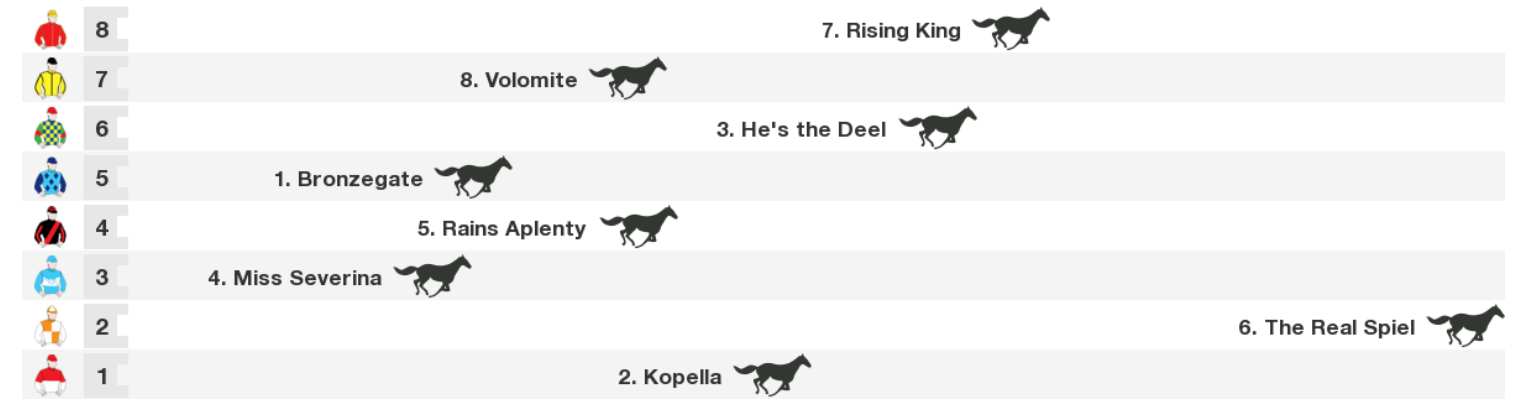 8 7. Rising King
7 8. Volomite
6 3. He's the Deel
5 1. Bronzegate
4 5. Rains Aplenty
3 4. Miss Severina
2 6. The Real Spiel
1 2. Kopella